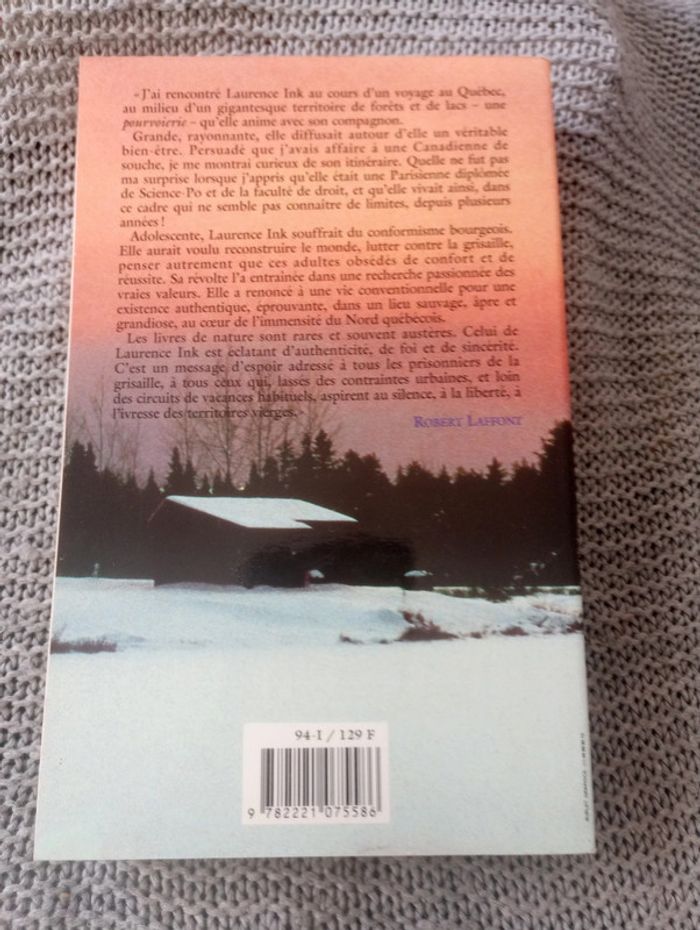 «J'ai rencontré Laurence Ink au cours d'un voyage au Québec,
au milieu d'un gigantesque territoire de forêts et de lacs – une
pourvoierie – qu'elle anime avec son compagnon.
Grande, rayonnante, elle diffusait autour d'elle un véritable
bien-être. Persuadé que j'avais affaire à une Canadienne de
souche, je me montrai curieux de son itinéraire. Quelle ne fut pas
ma surprise lorsque j'appris qu'elle était une Parisienne diplômée
de Science-Po et de la faculté de droit, et qu'elle vivait ainsi, dans
ce cadre qui ne semble pas connaître de limites, depuis plusieurs
années !
Adolescente, Laurence Ink souffrait du conformisme bourgeois.
Elle aurait voulu reconstruire le monde, lutter contre la grisaille,
penser autrement que ces adultes obsédés de confort et de
réussite. Sa révolte l'a entraînée dans une recherche passionnée des
vraies valeurs. Elle a renoncé à une vie conventionnelle pour une
existence authentique, éprouvante, dans un lieu sauvage, âpre et
grandiose, au cœur de l'immensité du Nord québécois.
Les livres de nature sont rares et souvent austères. Celui de
Laurence Ink est éclatant d'authenticité, de foi et de sincérité.
C'est un message d'espoir adressé à tous les prisonniers de la
grisaille, à tous ceux qui, lassés des contraintes urbaines, et loin
des circuits de vacances habituels, aspirent au silence, à la liberté, à
l'ivresse des territoires vierges.»
ROBERT LAFFONT
94-I / 129 F
9 782221 075586